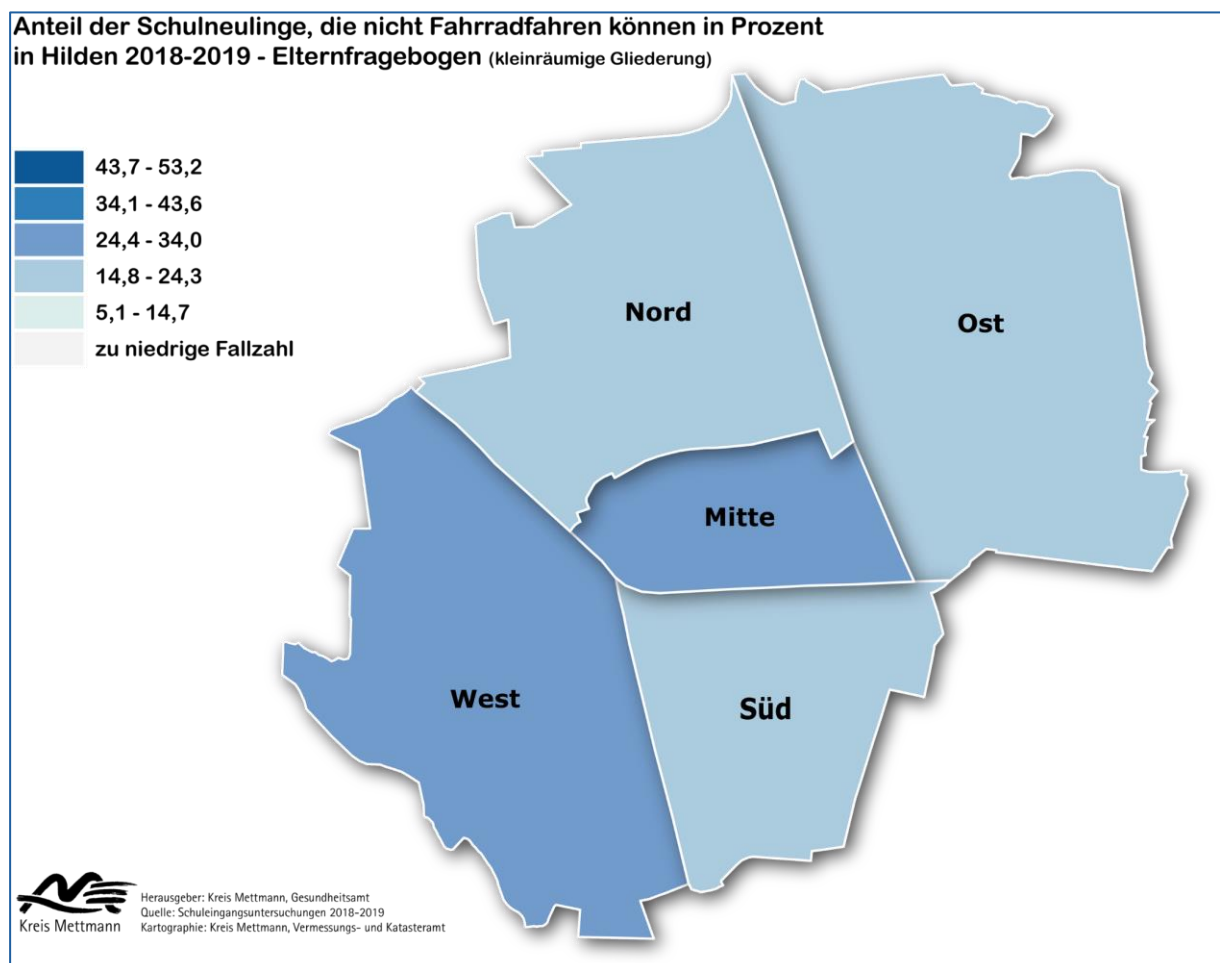 Anteil der Schulneulinge, die nicht Fahrradfahren können in Prozent
in Hilden 2018-2019 - Elternfragebogen (kleinräumige Gliederung)
43,7 - 53,2
34,1 - 43,6
24,4 - 34,0
14,8 - 24,3
5,1 - 14,7
zu niedrige Fallzahl
Nord
Ost
Mitte
West
Süd
Kreis Mettmann
Herausgeber: Kreis Mettmann, Gesundheitsamt
Quelle: Schuleingangsuntersuchungen 2018-2019
Kartographie: Kreis Mettmann, Vermessungs- und Katasteramt